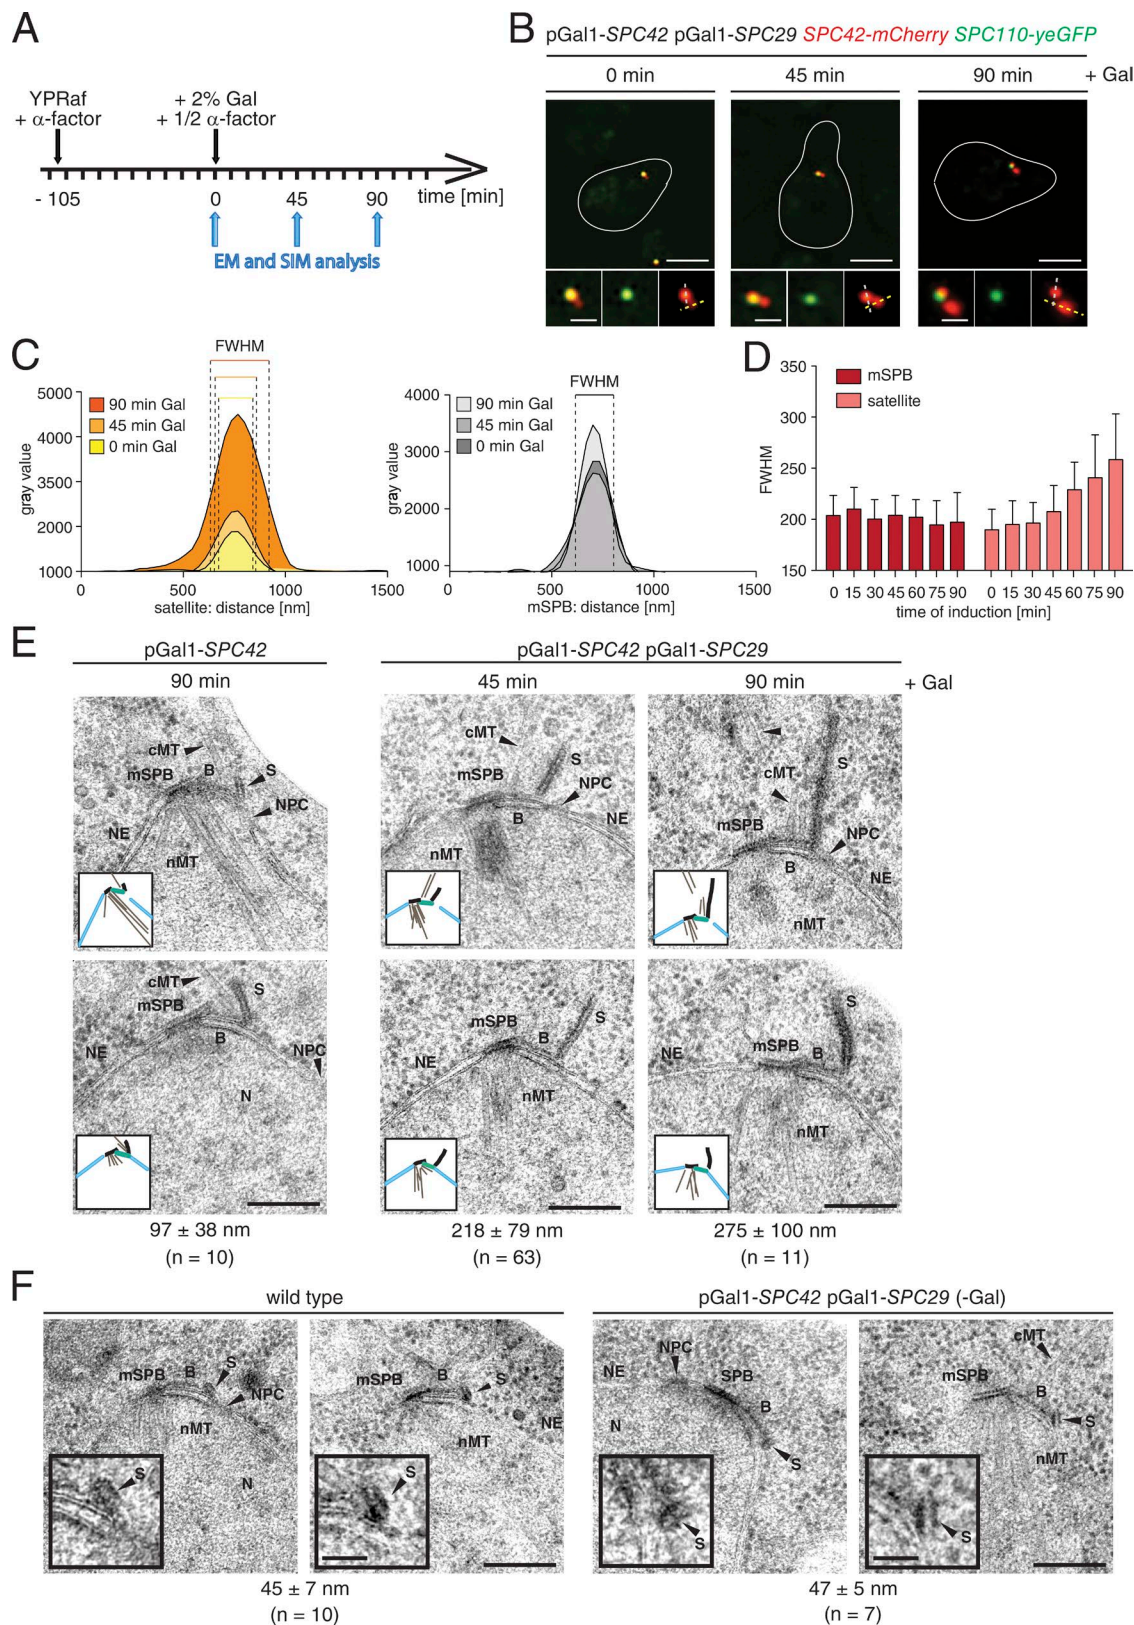 A
YPRaf
+ α-factor
+ 2% Gal
+ 1/2 α-factor
- 105
0
45
90
time [min]
EM and SIM analysis
B
pGal1-SPC42 pGal1-SPC29 SPC42-mCherry SPC110-yeGFP
0 min
45 min
90 min
+ Gal
C
FWHM
5000
4000
3500
2000
1000
gray value
90 min Gal
45 min Gal
0 min Gal
0
500
1000
1500
satellite: distance [nm]
FWHM
4000
3000
2000
1000
gray value
90 min Gal
45 min Gal
0 min Gal
0
500
1000
1500
mSPB: distance [nm]
D
350
300
250
200
150
FWHM
mSPB
satellite
0 15 30 45 60 75 90
0 15 30 45 60 75 90
time of induction [min]
E
pGal1-SPC42
pGal1-SPC42 pGal1-SPC29
90 min
45 min
90 min
+ Gal
cMT
mSPB
B
S
NPC
NE
nMT
cMT
S
mSPB
NPC
B
NE
nMT
S
cMT
mSPB
NPC
B
NE
nMT
cMT
S
mSPB
B
NE
NPC
N
mSPB
B
S
NE
nMT
S
NE
mSPB
B
nMT
97 ± 38 nm
(n = 10)
218 ± 79 nm
(n = 63)
275 ± 100 nm
(n = 11)
F
wild type
pGal1-SPC42 pGal1-SPC29 (-Gal)
mSPB
B
S
NPC
nMT
N
S
mSPB
B
S
NE
nMT
S
NPC
NE
SPB
B
N
S
S
cMT
mSPB
B
S
nMT
S
45 ± 7 nm
(n = 10)
47 ± 5 nm
(n = 7)